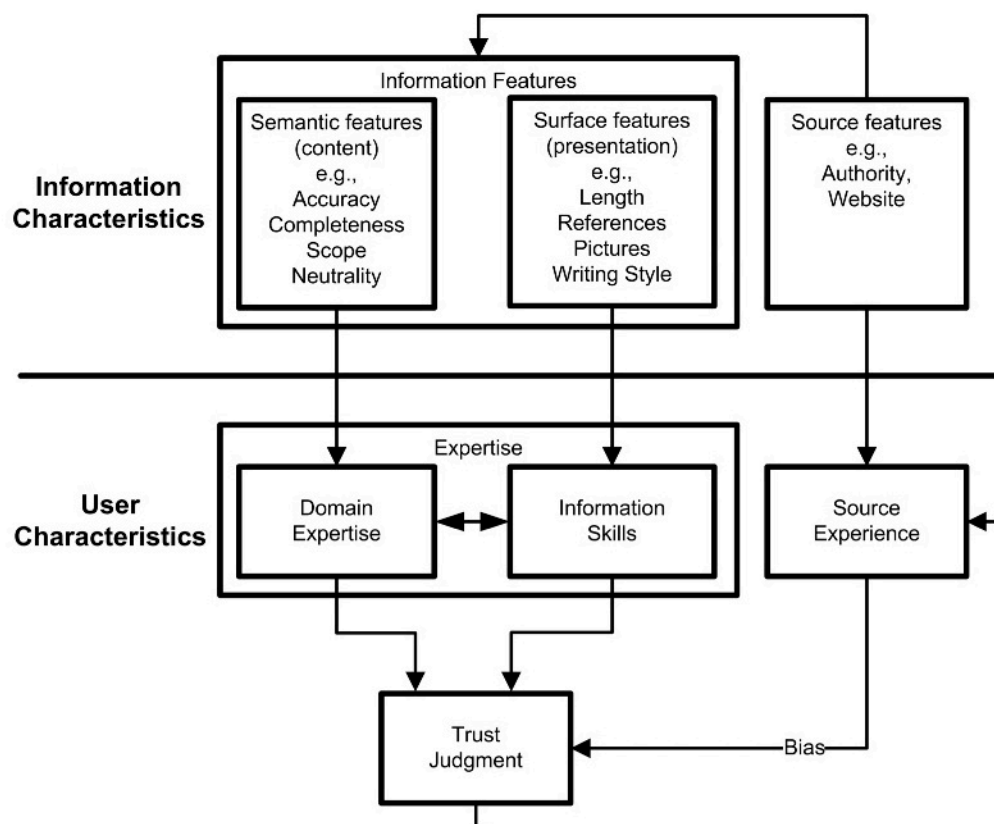 Information Features
Semantic features
(content)
e.g.,
Accuracy
Completeness
Scope
Neutrality
Surface features
(presentation)
e.g.,
Length
References
Pictures
Writing Style
Source features
e.g.,
Authority,
Website
Information
Characteristics
Expertise
Domain
Expertise
Information
Skills
Source
Experience
User
Characteristics
Trust
Judgment
Bias